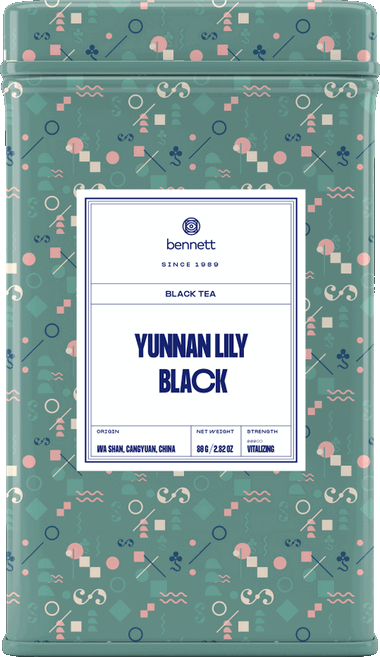 bennett
SINCE 1989
BLACK TEA
YUNNAN LILY
BLACK
ORIGIN
WA SHAN, CANGYUAN, CHINA
NET WEIGHT
80 G / 2.82 OZ
STRENGTH
VITALIZING